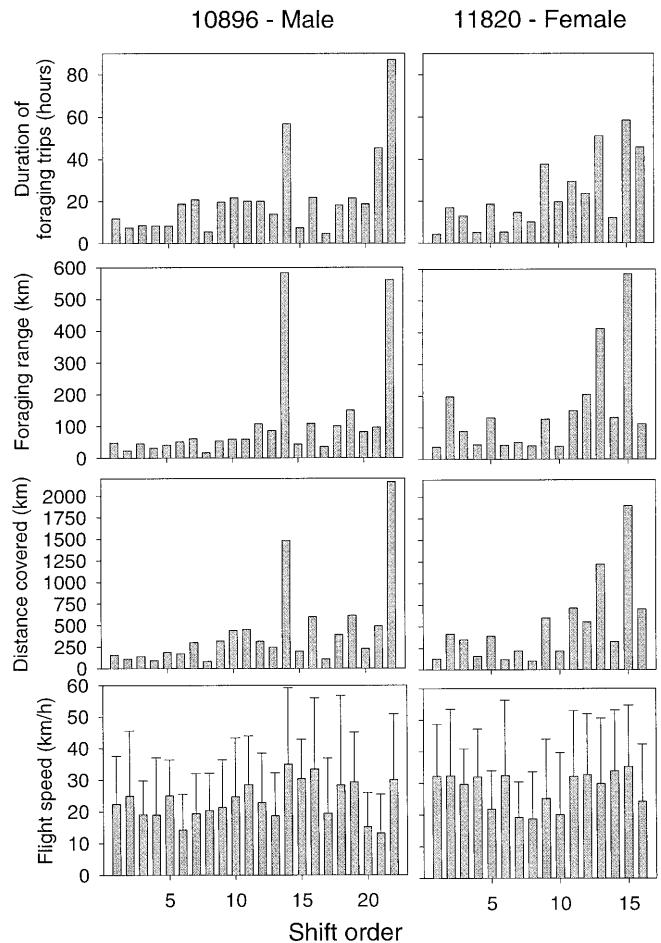 10896 - Male
11820 - Female
Duration of
foraging trips (hours)
80
60
40
20
0
Foraging range (km)
600
500
400
300
200
100
0
Distance covered (km)
2000
1750
1500
1250
1000
750
500
250
0
Flight speed (km/h)
60
50
40
30
20
10
0
5 10 15 20
5 10 15
Shift order